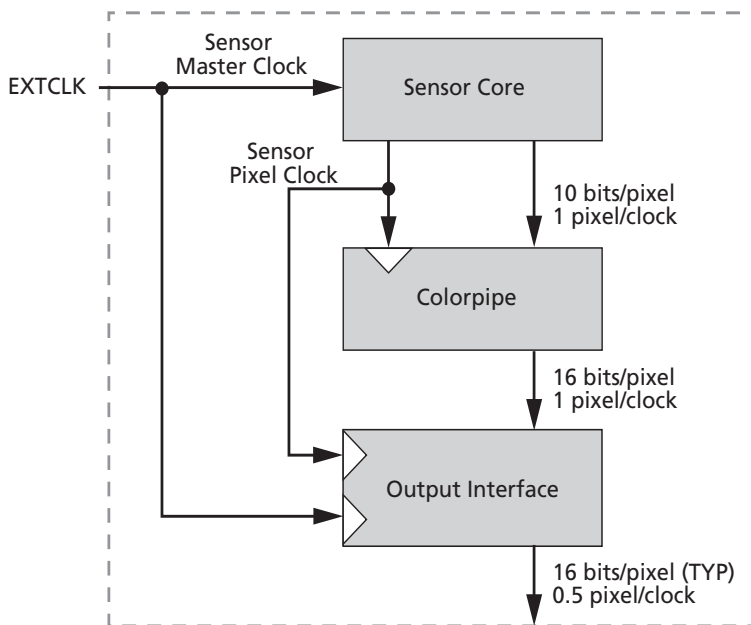 Sensor
Master Clock
EXTCLK
Sensor Core
Sensor
Pixel Clock
10 bits/pixel
1 pixel/clock
Colorpipe
16 bits/pixel
1 pixel/clock
Output Interface
16 bits/pixel (TYP)
0.5 pixel/clock